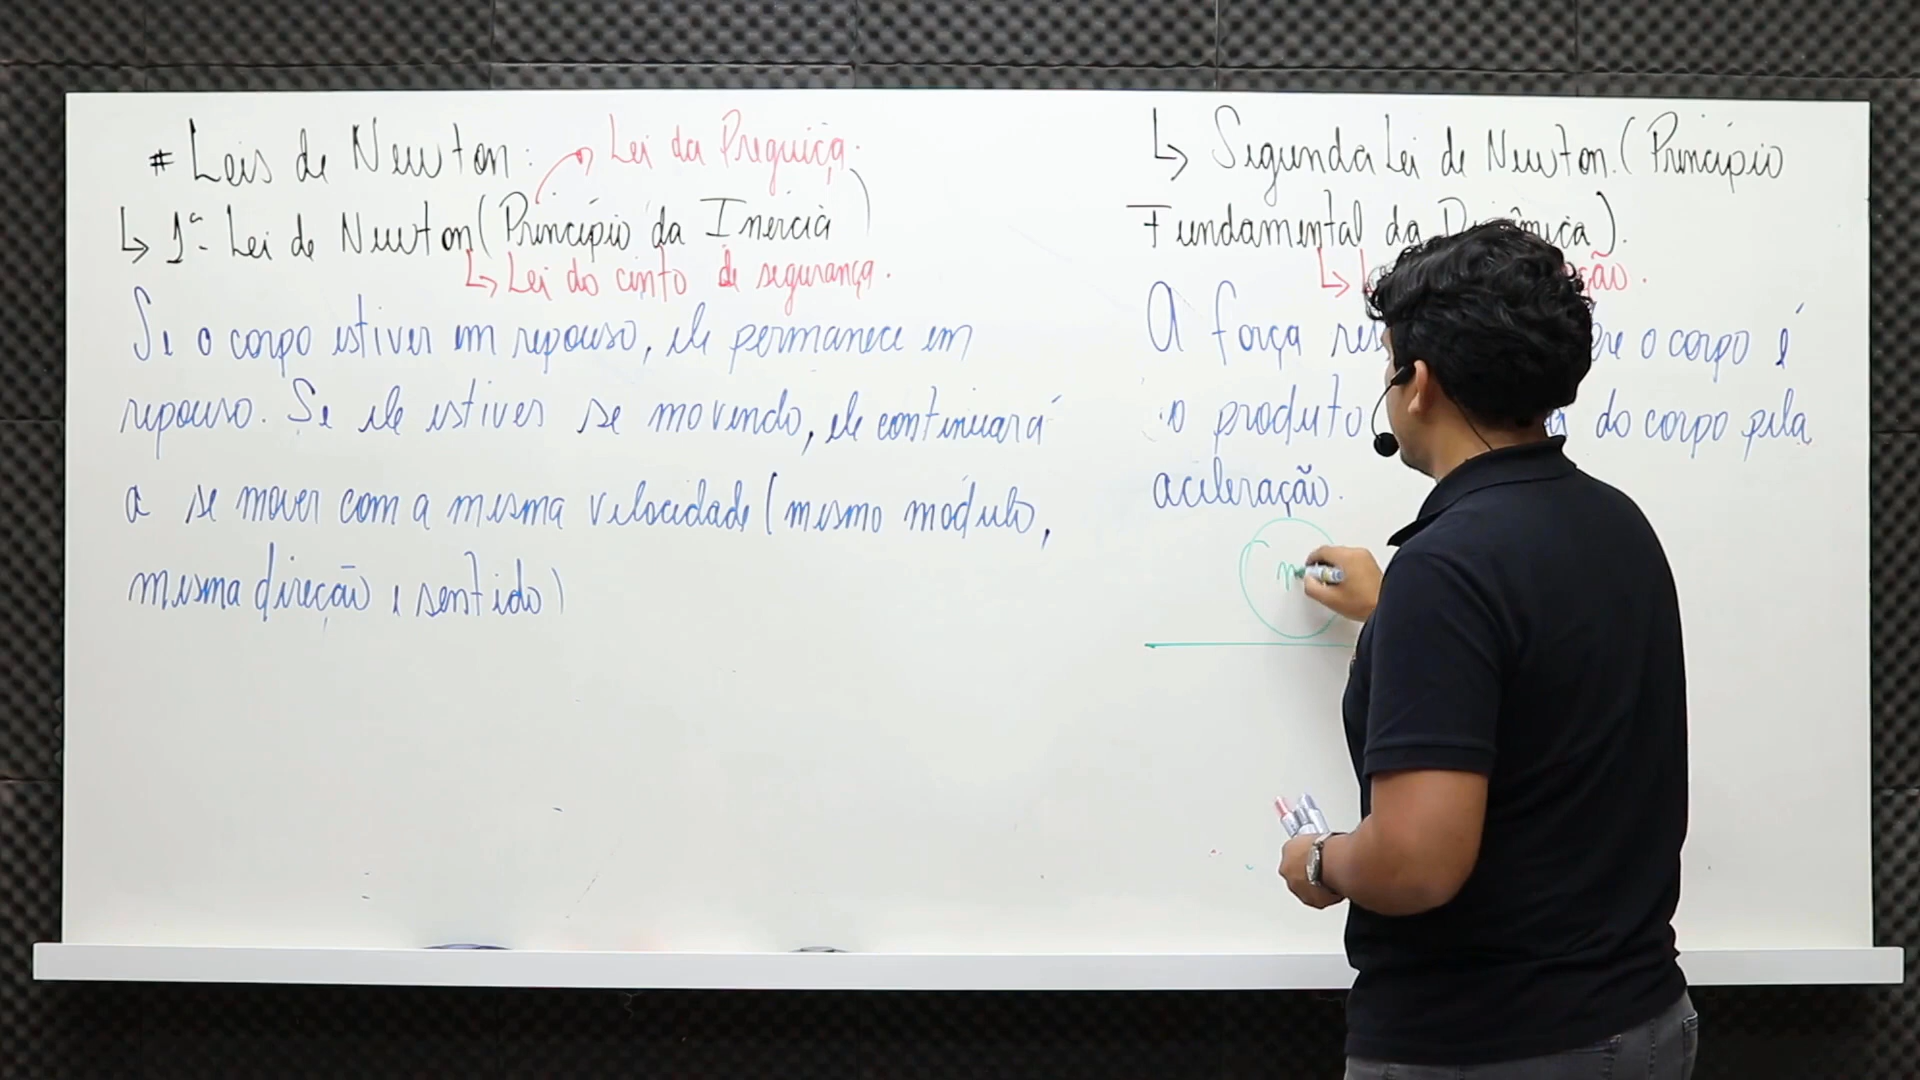 # Leis de Newton: Lei da Preguiça.
↳ 1ª Lei de Newton (Princípio da Inércia)
↳ Lei do cinto de segurança.
Se o corpo estiver em repouso, ele permanece em
repouso. Se ele estiver se movendo, ele continuará
a se mover com a mesma velocidade (mesmo módulo,
mesma direção e sentido)
↳ Segunda Lei de Newton. (Princípio
Fundamental da Dinâmica).
↳
A força o corpo é
o produto do corpo pela
aceleração.
m